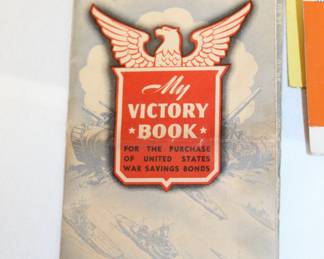 My
VICTORY
★ BOOK ★
FOR THE PURCHASE
OF UNITED STATES
WAR SAVINGS BONDS